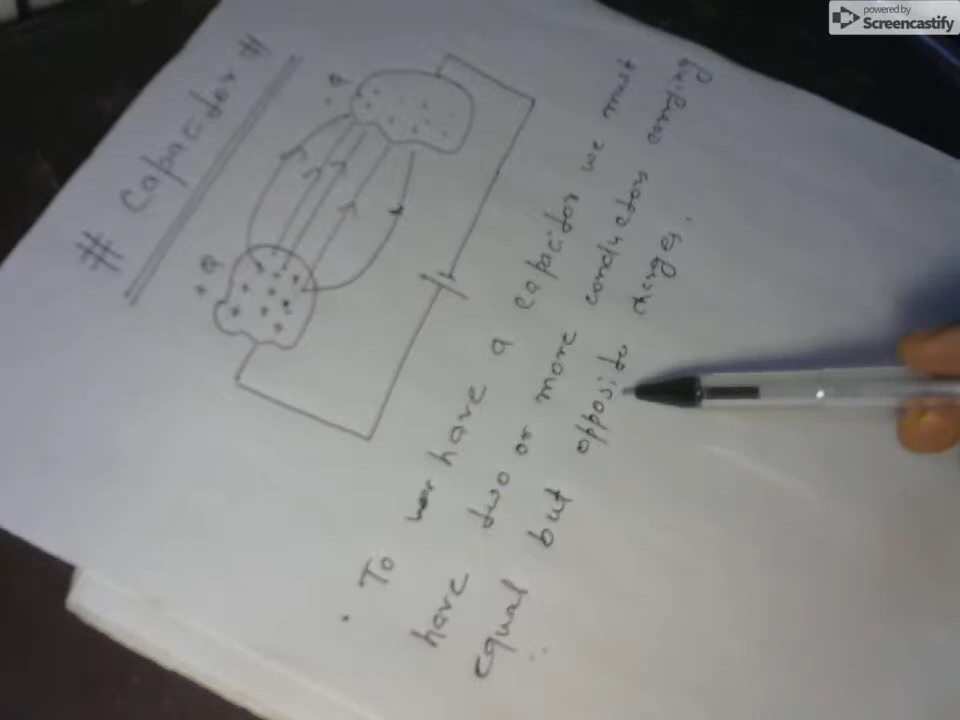 # Capacitor #
+Q
-Q
• To have a capacitor we must
have two or more conductors carrying
equal but opposite charges.
powered by
Screencastify